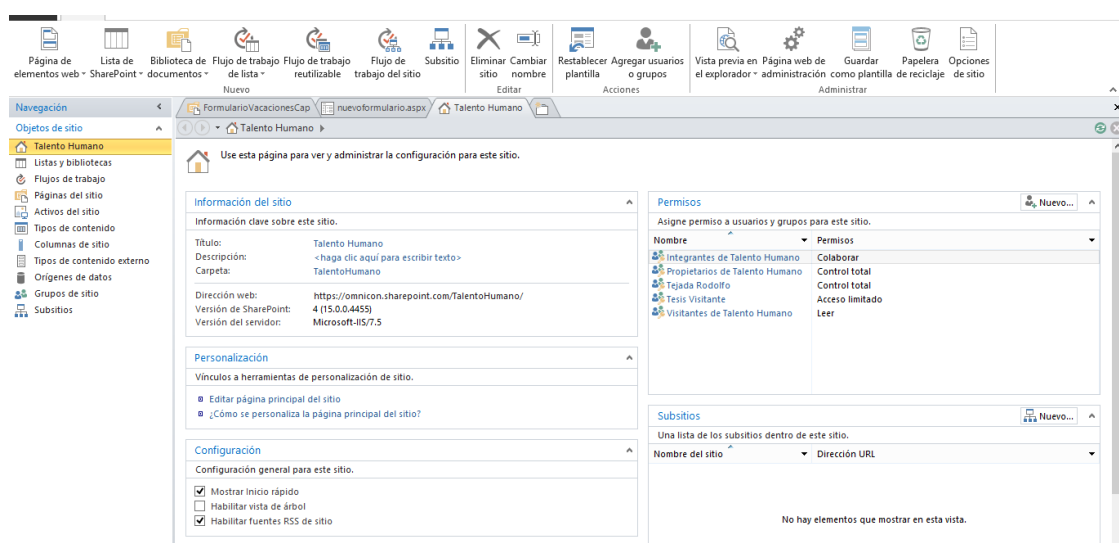 Página de elementos web
Lista de SharePoint
Biblioteca de documentos
Flujo de trabajo de lista
Flujo de trabajo reutilizable
Flujo de trabajo del sitio
Subsitio
Eliminar sitio
Cambiar nombre
Restablecer plantilla
Agregar usuarios o grupos
Vista previa en el explorador
Página web de administración
Guardar como plantilla
Papelera de reciclaje
Opciones de sitio
Nuevo
Editar
Acciones
Administrar
Navegación
FormularioVacacionesCap
nuevoformulario.aspx
Talento Humano
Objetos de sitio
Talento Humano
Talento Humano
Listas y bibliotecas
Flujos de trabajo
Páginas del sitio
Activos del sitio
Tipos de contenido
Columnas de sitio
Tipos de contenido externo
Orígenes de datos
Grupos de sitio
Subsitios
Use esta página para ver y administrar la configuración para este sitio.
Información del sitio
Información clave sobre este sitio.
Título: Talento Humano
Descripción: <haga clic aquí para escribir texto>
Carpeta: TalentoHumano
Dirección web: https://omnicon.sharepoint.com/TalentoHumano/
Versión de SharePoint: 4 (15.0.0.4455)
Versión del servidor: Microsoft-IIS/7.5
Personalización
Vínculos a herramientas de personalización de sitio.
Editar página principal del sitio
¿Cómo se personaliza la página principal del sitio?
Configuración
Configuración general para este sitio.
Mostrar Inicio rápido
Habilitar vista de árbol
Habilitar fuentes RSS de sitio
Permisos
Nuevo...
Asigne permiso a usuarios y grupos para este sitio.
Nombre Permisos
Integrantes de Talento Humano Colaborar
Propietarios de Talento Humano Control total
Tejada Rodolfo Control total
Tesis Visitante Acceso limitado
Visitantes de Talento Humano Leer
Subsitios
Nuevo...
Una lista de los subsitios dentro de este sitio.
Nombre del sitio Dirección URL
No hay elementos que mostrar en esta vista.